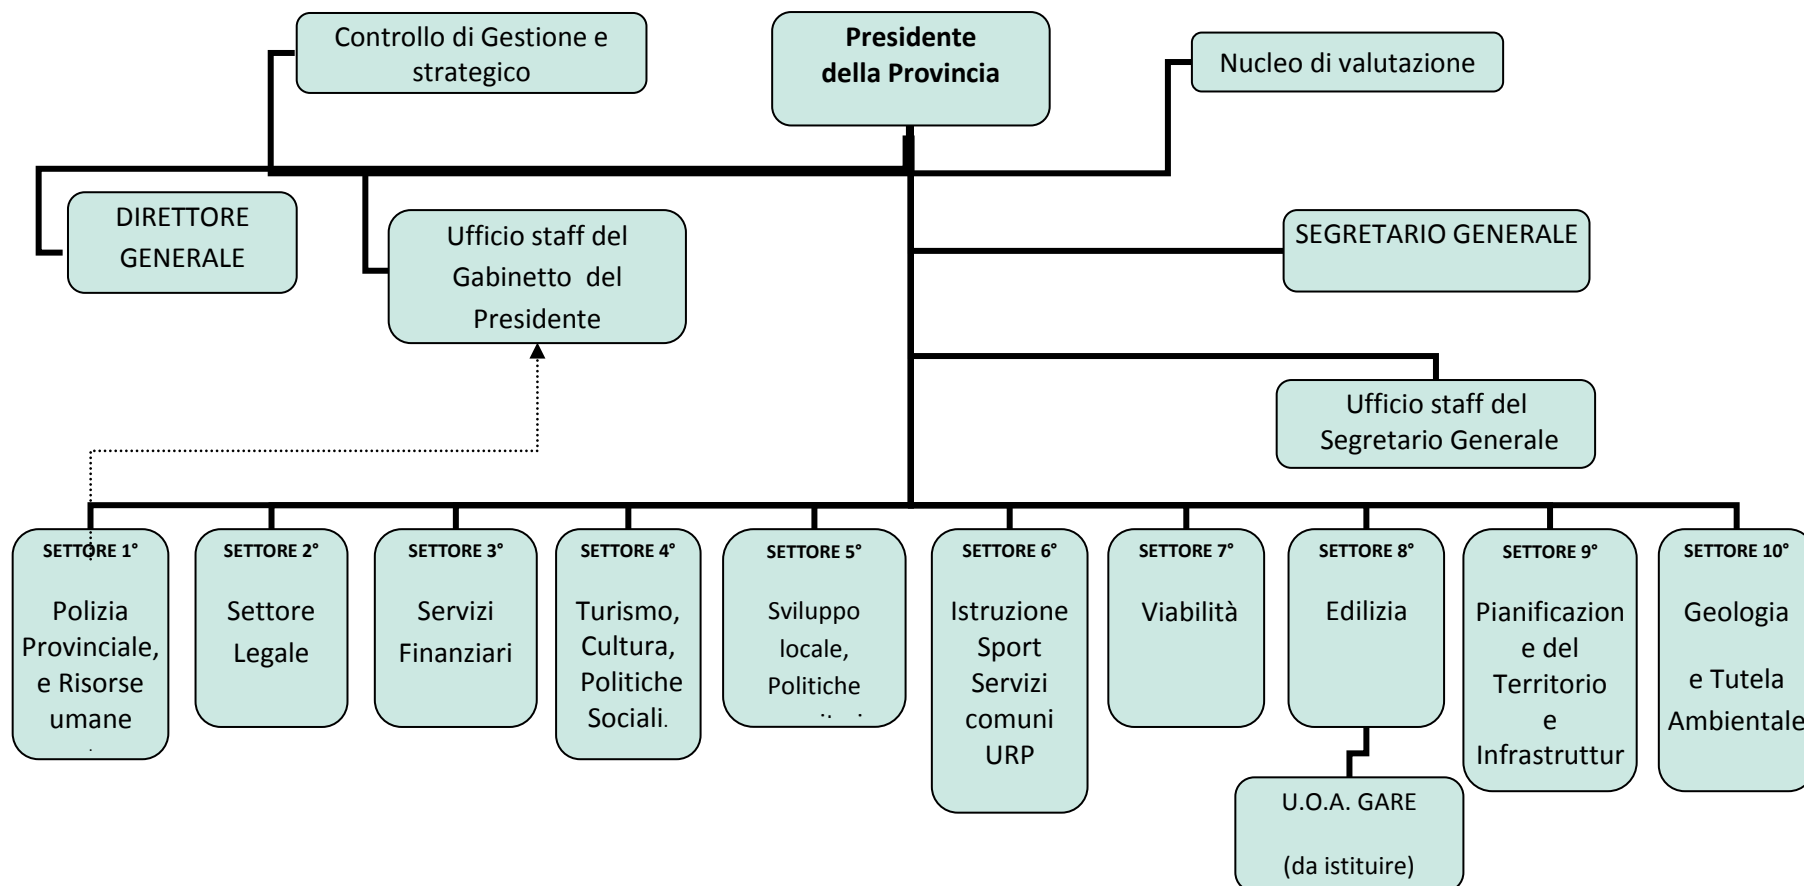 Controllo di Gestione e
strategico
Presidente
della Provincia
Nucleo di valutazione
DIRETTORE
GENERALE
Ufficio staff del
Gabinetto del
Presidente
SEGRETARIO GENERALE
Ufficio staff del
Segretario Generale
SETTORE 1°
Polizia
Provinciale,
e Risorse
umane
.
SETTORE 2°
Settore
Legale
SETTORE 3°
Servizi
Finanziari
SETTORE 4°
Turismo,
Cultura,
Politiche
Sociali.
SETTORE 5°
Sviluppo
locale,
Politiche
SETTORE 6°
Istruzione
Sport
Servizi
comuni
URP
SETTORE 7°
Viabilità
SETTORE 8°
Edilizia
SETTORE 9°
Pianificazion
e del
Territorio
e
Infrastruttur
SETTORE 10°
Geologia
e Tutela
Ambientale
U.O.A. GARE
(da istituire)